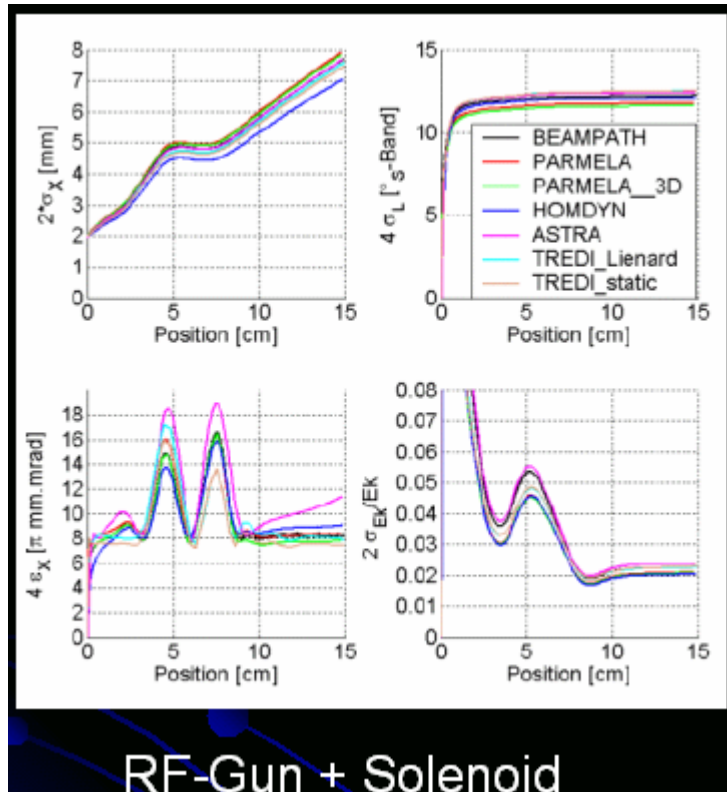 8
7
6
5
4
3
2
1
0
2*σX [mm]
0 5 10 15
Position [cm]
15
10
5
0
4 σL [°S-Band]
BEAMPATH
PARMELA
PARMELA__3D
HOMDYN
ASTRA
TREDI_Lienard
TREDI_static
0 5 10 15
Position [cm]
18
16
14
12
10
8
6
4
2
0
4 εX [π mm.mrad]
0 5 10 15
Position [cm]
0.08
0.07
0.06
0.05
0.04
0.03
0.02
0.01
0
2 σEk/Ek
0 5 10 15
Position [cm]
RF-Gun + Solenoid